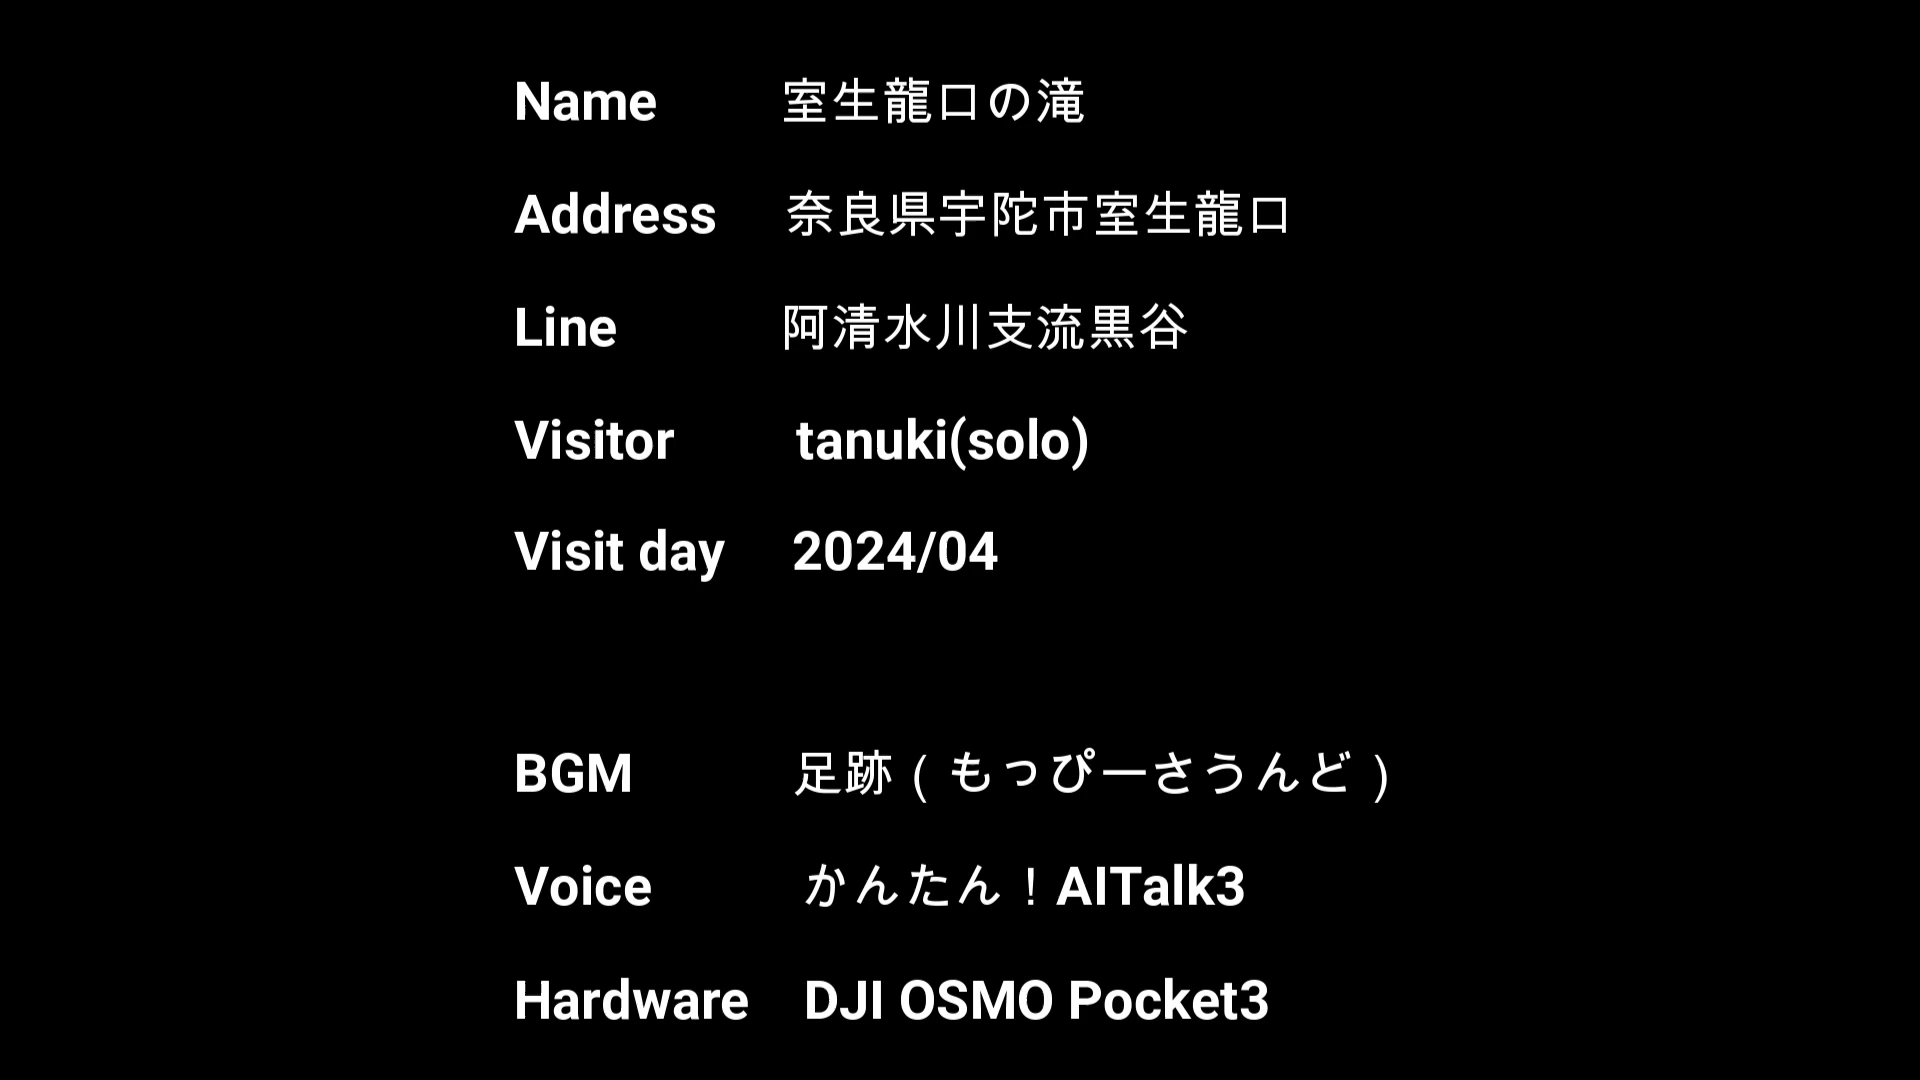 Name 室生龍口の滝
Address 奈良県宇陀市室生龍口
Line 阿清水川支流黒谷
Visitor tanuki(solo)
Visit day 2024/04
BGM 足跡（もっぴーさうんど）
Voice かんたん！AITalk3
Hardware DJI OSMO Pocket3